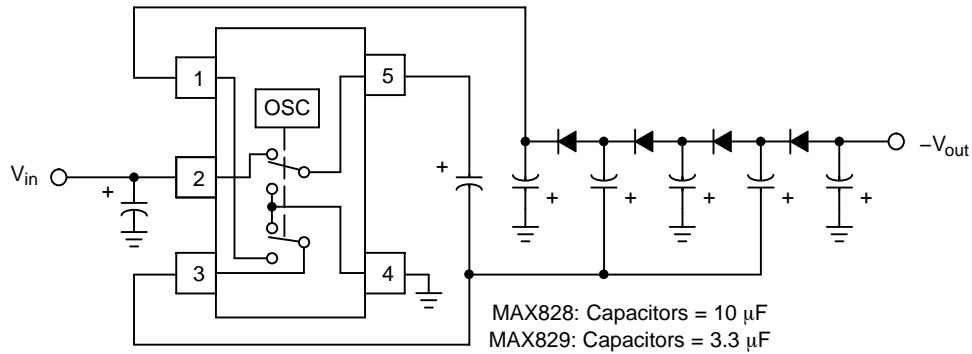 1
5
OSC
V_in
2
−V_out
3
4
+
+
+
+
+
+
+
MAX828: Capacitors = 10 μF
MAX829: Capacitors = 3.3 μF